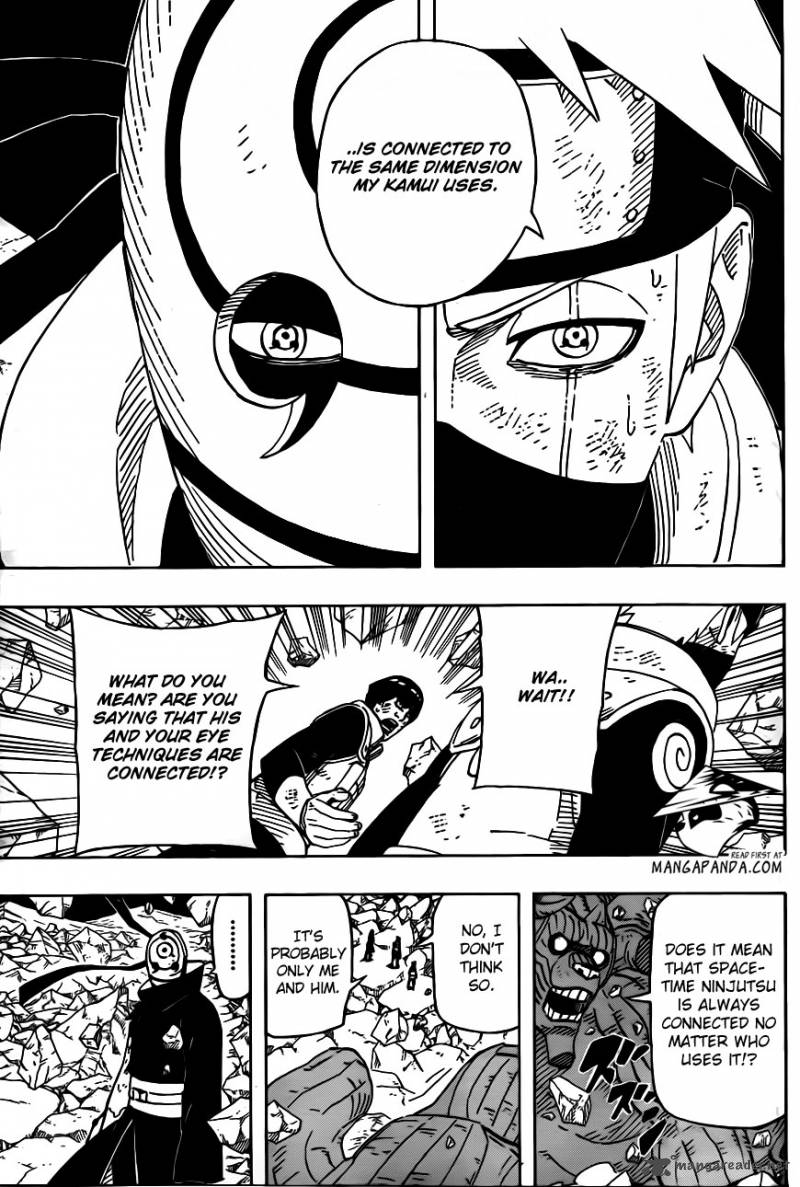 ..IS CONNECTED TO
THE SAME DIMENSION
MY KAMUI USES.
WA..
WAIT!!
WHAT DO YOU
MEAN? ARE YOU
SAYING THAT HIS
AND YOUR EYE
TECHNIQUES ARE
CONNECTED!?
READ FIRST AT
MANGAPANDA.COM
DOES IT MEAN
THAT SPACE-
TIME NINJUTSU
IS ALWAYS
CONNECTED NO
MATTER WHO
USES IT!?
NO, I
DON'T
THINK
SO.
IT'S
PROBABLY
ONLY ME
AND HIM.
.........
mangareader.net